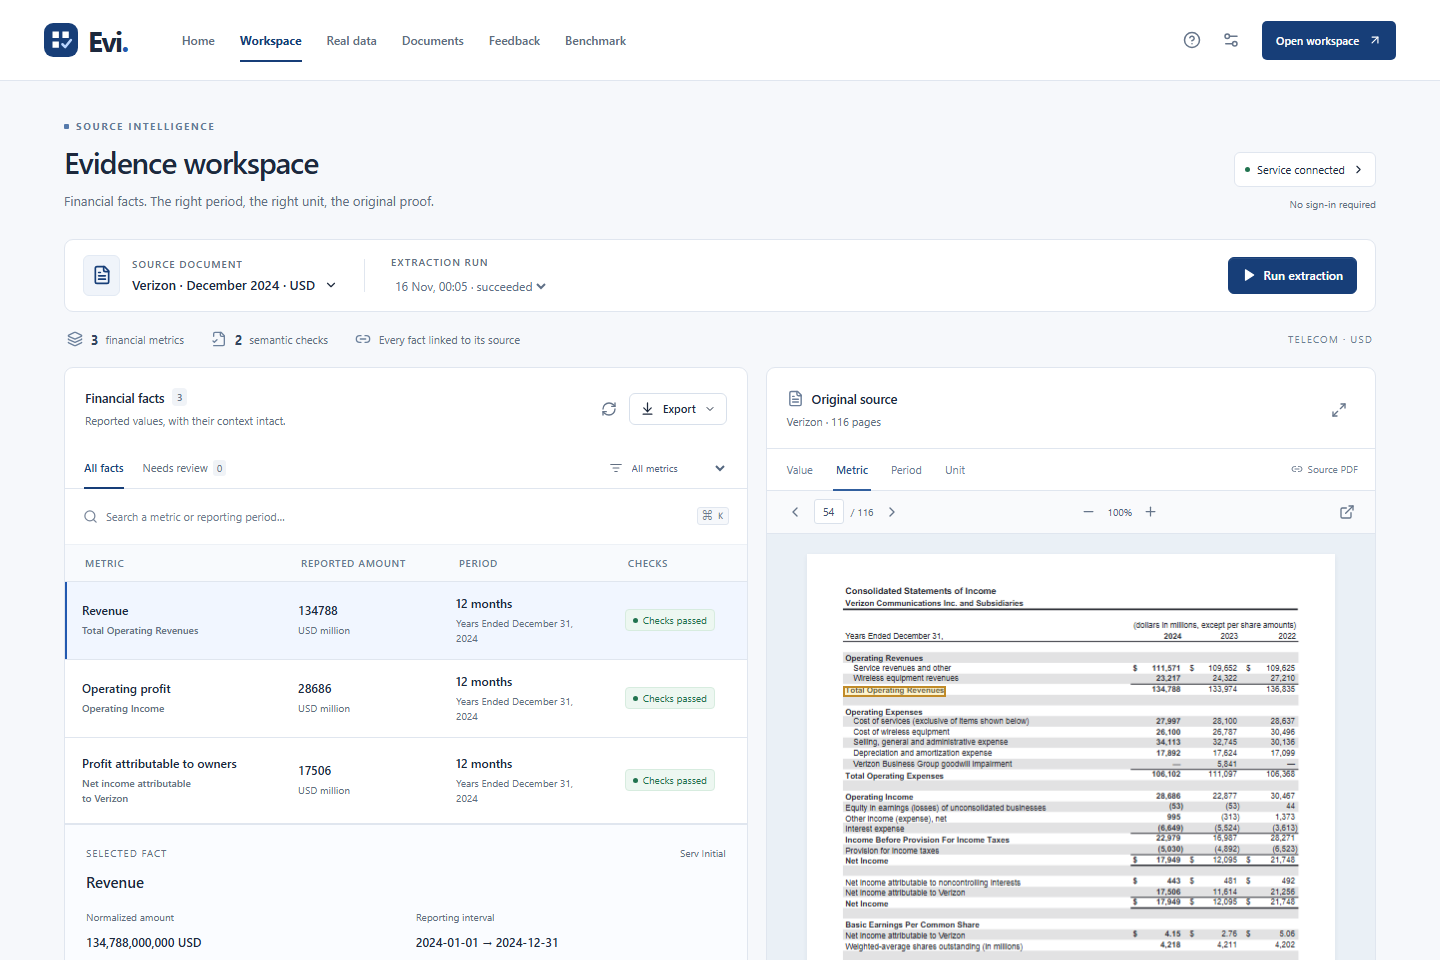 Evi.
Home
Workspace
Real data
Documents
Feedback
Benchmark
Open workspace
SOURCE INTELLIGENCE
Evidence workspace
Financial facts. The right period, the right unit, the original proof.
Service connected
No sign-in required
SOURCE DOCUMENT
Verizon · December 2024 · USD
EXTRACTION RUN
16 Nov, 00:05 · succeeded
Run extraction
3 financial metrics
2 semantic checks
Every fact linked to its source
TELECOM · USD
Financial facts 3
Reported values, with their context intact.
Export
All facts
Needs review 0
All metrics
Search a metric or reporting period...
⌘ K
METRIC REPORTED AMOUNT PERIOD CHECKS
Revenue
Total Operating Revenues
134788
USD million
12 months
Years Ended December 31,
2024
Checks passed
Operating profit
Operating Income
28686
USD million
12 months
Years Ended December 31,
2024
Checks passed
Profit attributable to owners
Net income attributable
to Verizon
17506
USD million
12 months
Years Ended December 31,
2024
Checks passed
SELECTED FACT
Serv Initial
Revenue
Normalized amount
134,788,000,000 USD
Reporting interval
2024-01-01 → 2024-12-31
Original source
Verizon · 116 pages
Value
Metric
Period
Unit
Source PDF
54 / 116
100%
Consolidated Statements of Income
Verizon Communications Inc. and Subsidiaries
(dollars in millions, except per share amounts)
Years Ended December 31, 2024 2023 2022
Operating Revenues
Service revenues and other $ 111,571 $ 109,652 $ 109,625
Wireless equipment revenues 23,217 24,322 27,210
Total Operating Revenues 134,788 133,974 136,835
Operating Expenses
Cost of services (exclusive of items shown below) 27,997 28,100 28,637
Cost of wireless equipment 26,100 26,787 30,496
Selling, general and administrative expense 34,113 32,745 30,136
Depreciation and amortization expense 17,892 17,624 17,099
Verizon Business Group goodwill impairment — 5,841 —
Total Operating Expenses 106,102 111,097 106,368
Operating Income 28,686 22,877 30,467
Equity in earnings (losses) of unconsolidated businesses (53) (53) 44
Other income (expense), net 995 (313) 1,373
Interest expense (6,649) (5,524) (3,613)
Income Before Provision For Income Taxes 22,979 16,987 28,271
Provision for income taxes (5,030) (4,892) (6,523)
Net Income $ 17,949 $ 12,095 $ 21,748
Net income attributable to noncontrolling interests $ 443 $ 481 $ 492
Net income attributable to Verizon 17,506 11,614 21,256
Net Income $ 17,949 $ 12,095 $ 21,748
Basic Earnings Per Common Share
Net income attributable to Verizon $ 4.15 $ 2.76 $ 5.06
Weighted-average shares outstanding (in millions) 4,218 4,211 4,202